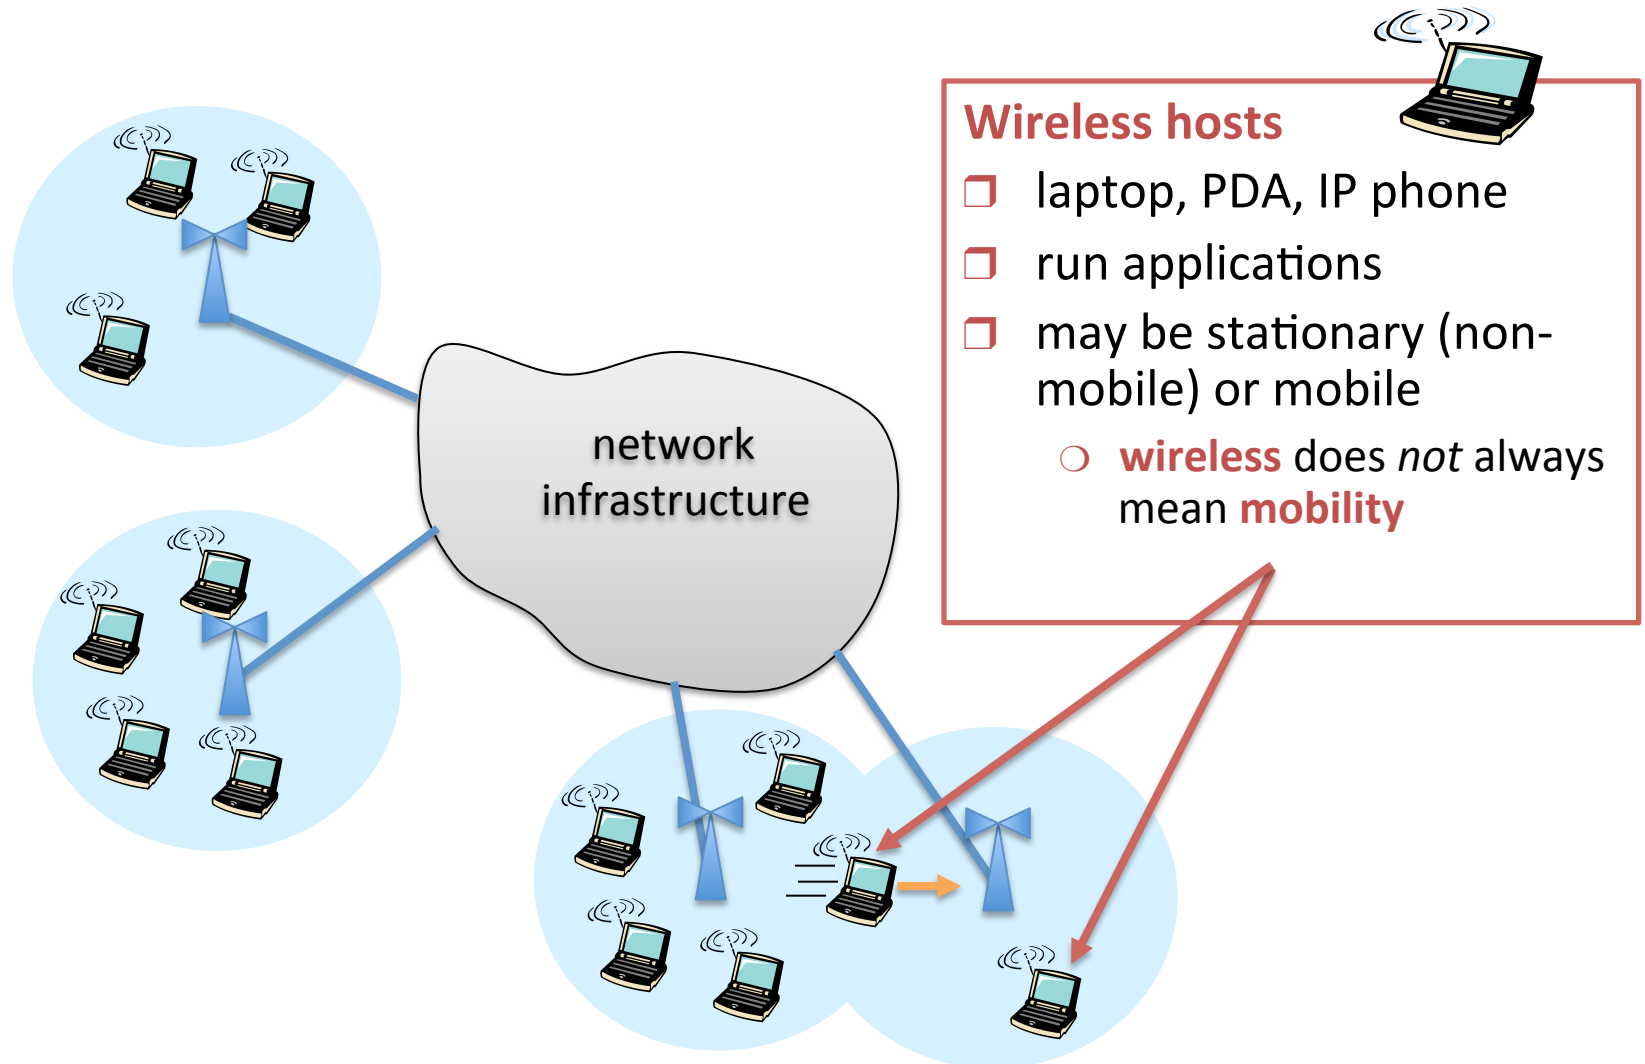 Wireless hosts
❒ laptop, PDA, IP phone
❒ run applications
❒ may be stationary (non-
mobile) or mobile
❍ wireless does not always
mean mobility
network
infrastructure